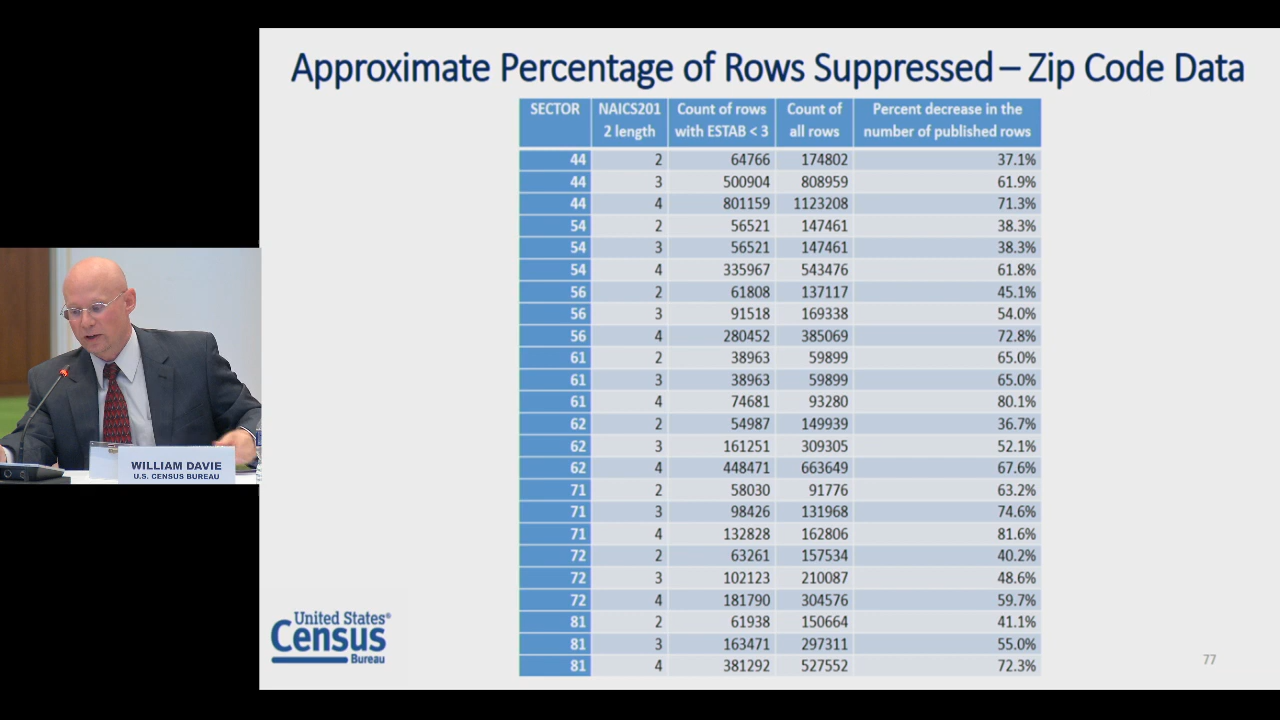 Approximate Percentage of Rows Suppressed – Zip Code Data
SECTOR NAICS201 2 length Count of rows with ESTAB < 3 Count of all rows Percent decrease in the number of published rows
44 2 64766 174802 37.1%
44 3 500904 808959 61.9%
44 4 801159 1123208 71.3%
54 2 56521 147461 38.3%
54 3 56521 147461 38.3%
54 4 335967 543476 61.8%
56 2 61808 137117 45.1%
56 3 91518 169338 54.0%
56 4 280452 385069 72.8%
61 2 38963 59899 65.0%
61 3 38963 59899 65.0%
61 4 74681 93280 80.1%
62 2 54987 149939 36.7%
62 3 161251 309305 52.1%
62 4 448471 663649 67.6%
71 2 58030 91776 63.2%
71 3 98426 131968 74.6%
71 4 132828 162806 81.6%
72 2 63261 157534 40.2%
72 3 102123 210087 48.6%
72 4 181790 304576 59.7%
81 2 61938 150664 41.1%
81 3 163471 297311 55.0%
81 4 381292 527552 72.3%
United States®
Census
Bureau
77
WILLIAM DAVIE
U.S. CENSUS BUREAU